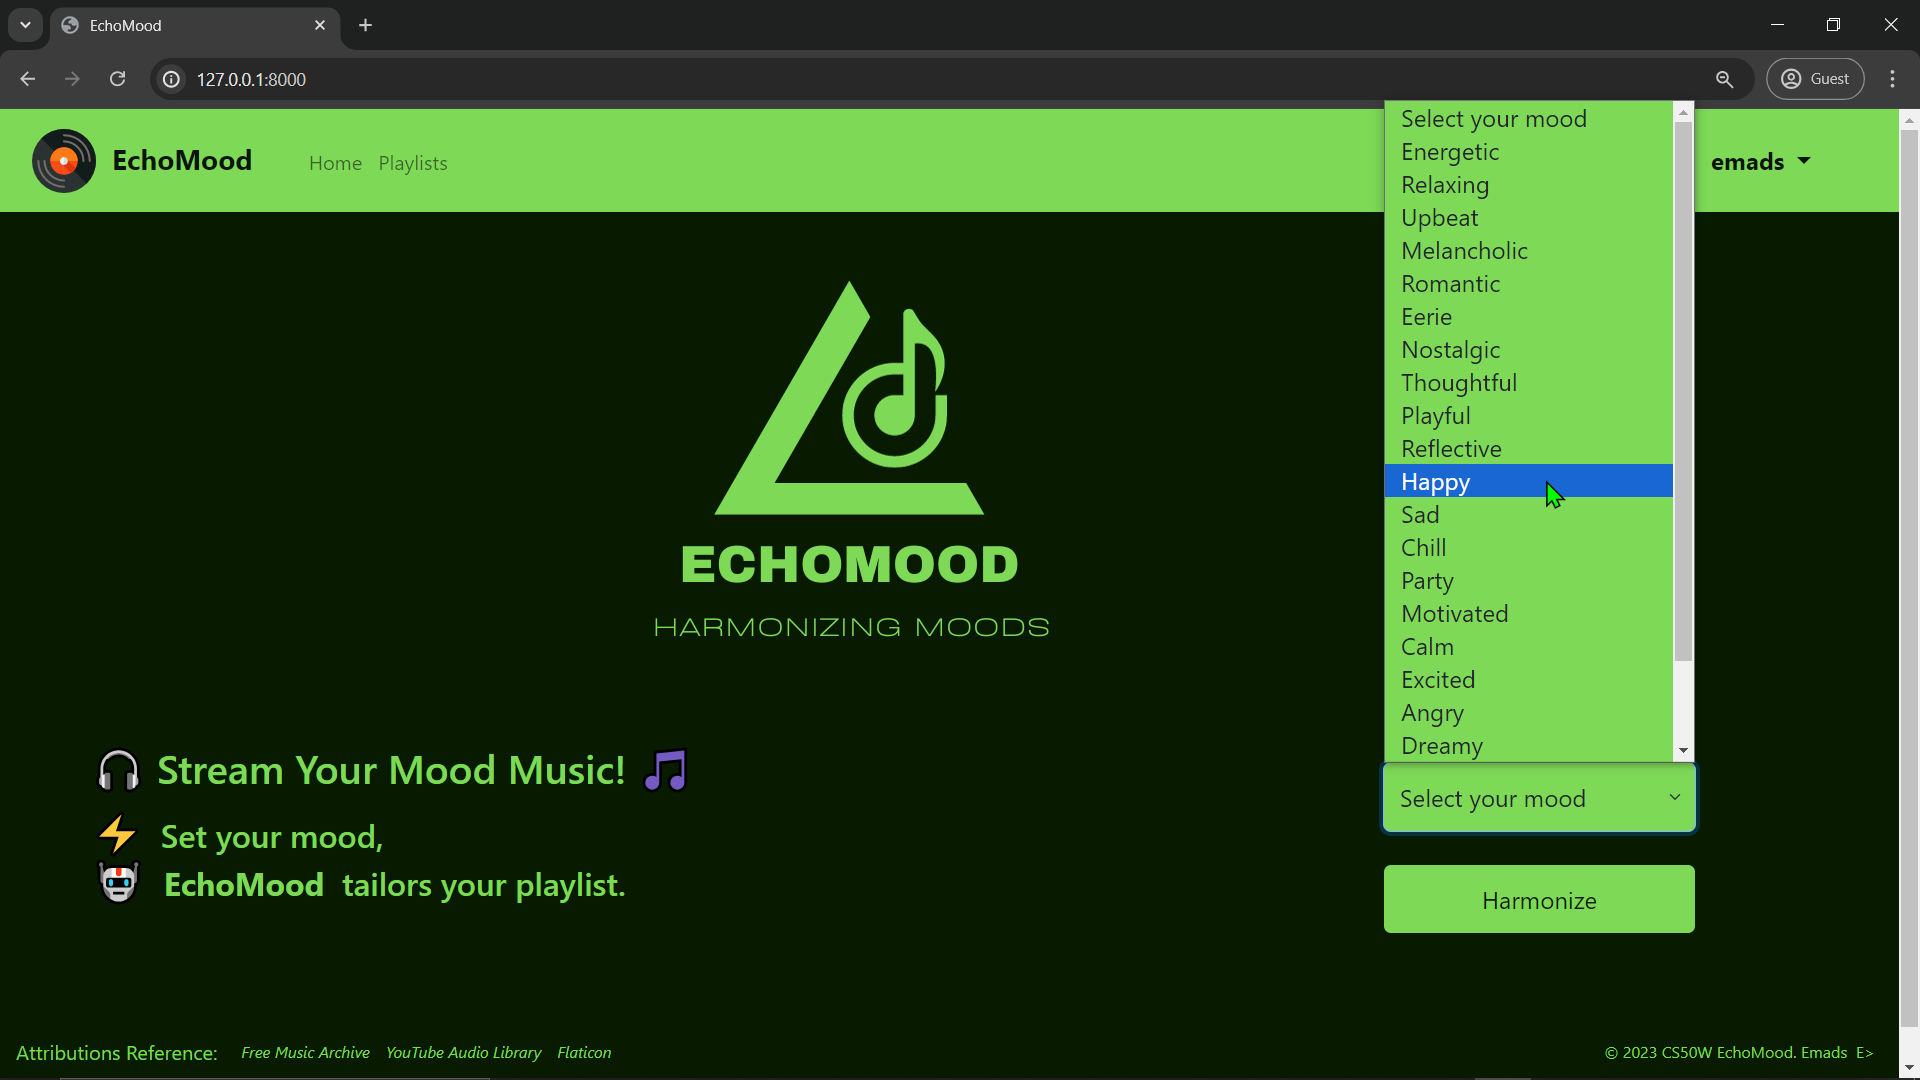 EchoMood
127.0.0.1:8000
Guest
EchoMood
Home Playlists
emads
Select your mood
Energetic
Relaxing
Upbeat
Melancholic
Romantic
Eerie
Nostalgic
Thoughtful
Playful
Reflective
Happy
Sad
Chill
Party
Motivated
Calm
Excited
Angry
Dreamy
ECHOMOOD
HARMONIZING MOODS
Stream Your Mood Music!
Set your mood,
EchoMood tailors your playlist.
Select your mood
Harmonize
Attributions Reference: Free Music Archive YouTube Audio Library Flaticon
© 2023 CS50W EchoMood. Emads E>